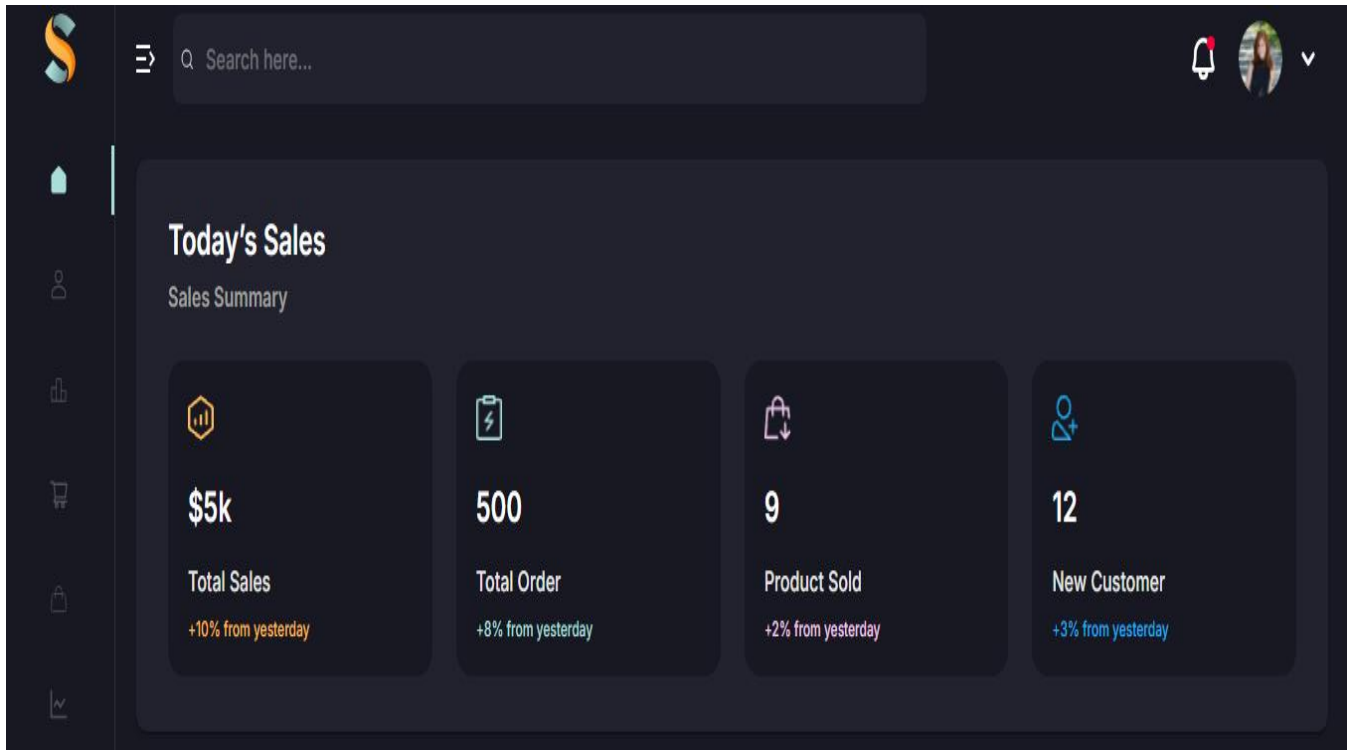 Search here...
Today's Sales
Sales Summary
$5k
Total Sales
+10% from yesterday
500
Total Order
+8% from yesterday
9
Product Sold
+2% from yesterday
12
New Customer
+3% from yesterday